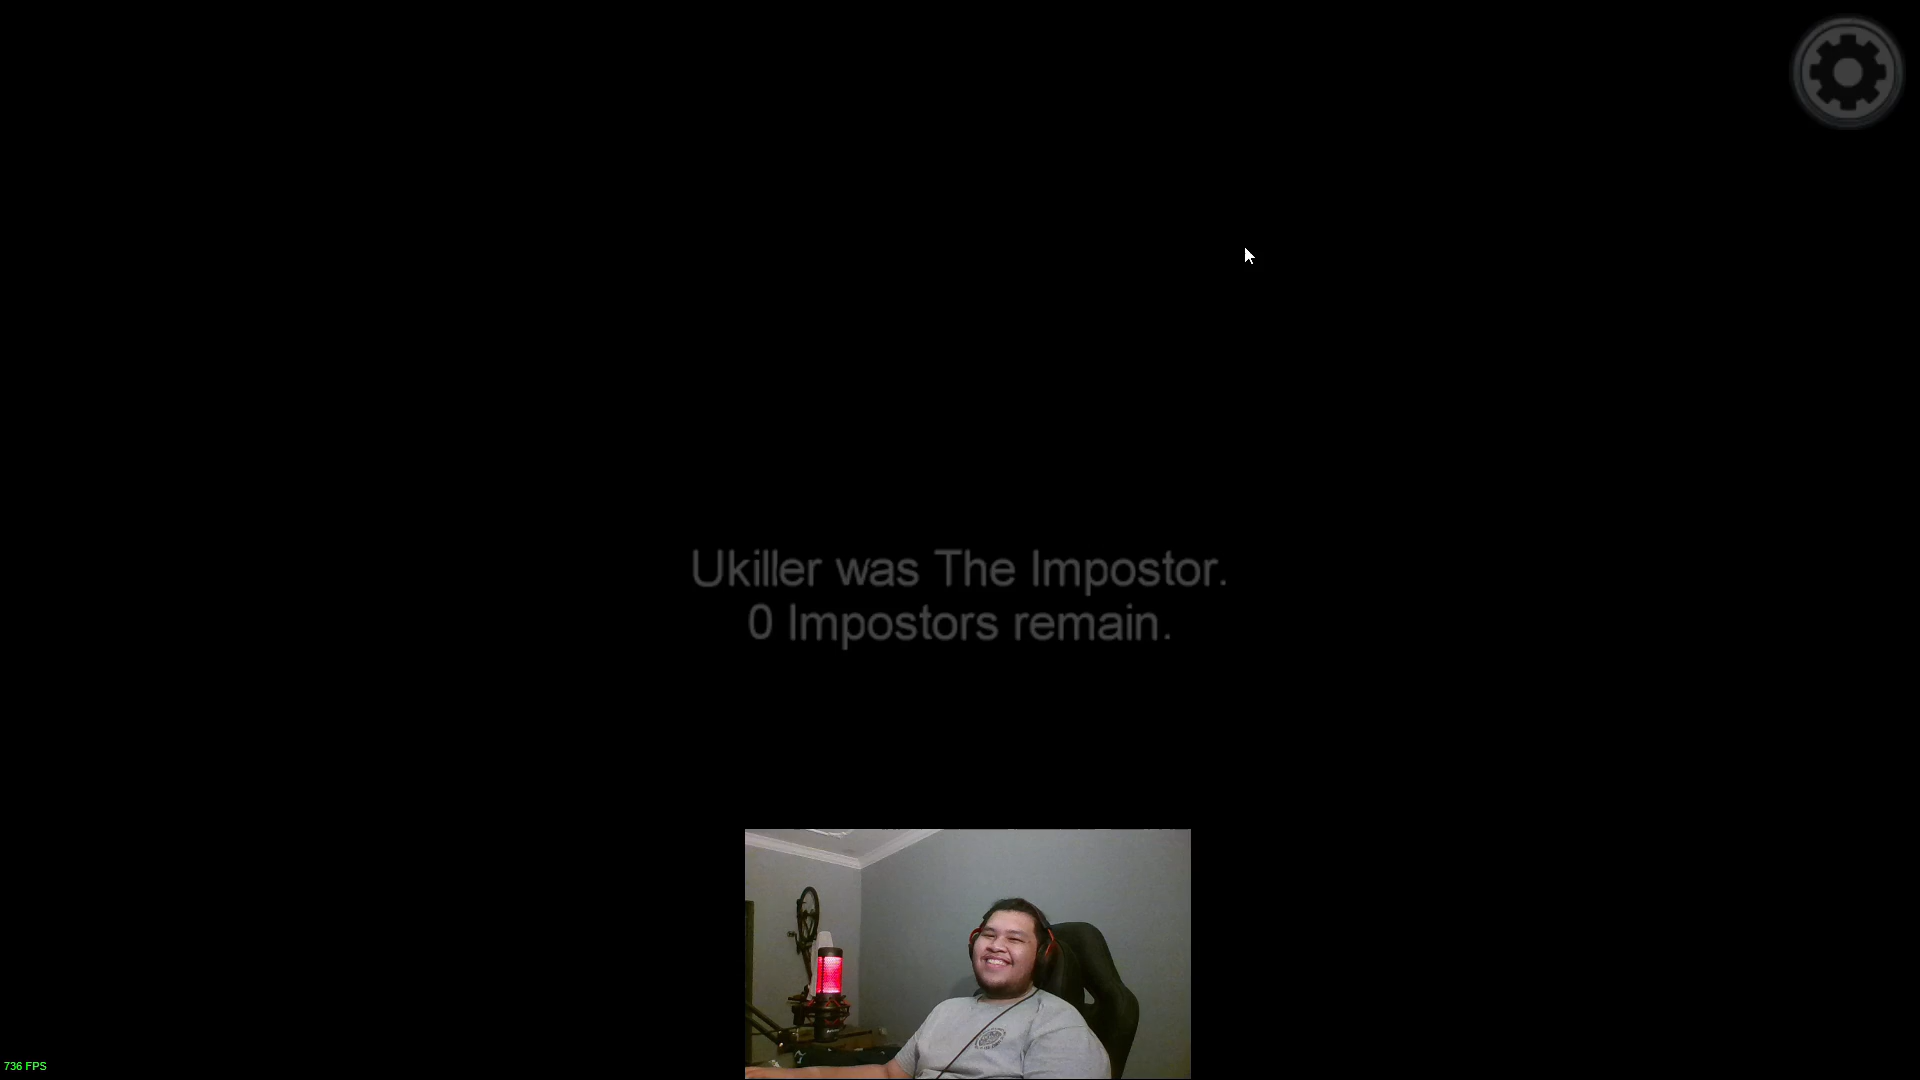 Ukiller was The Impostor.
0 Impostors remain.
736 FPS